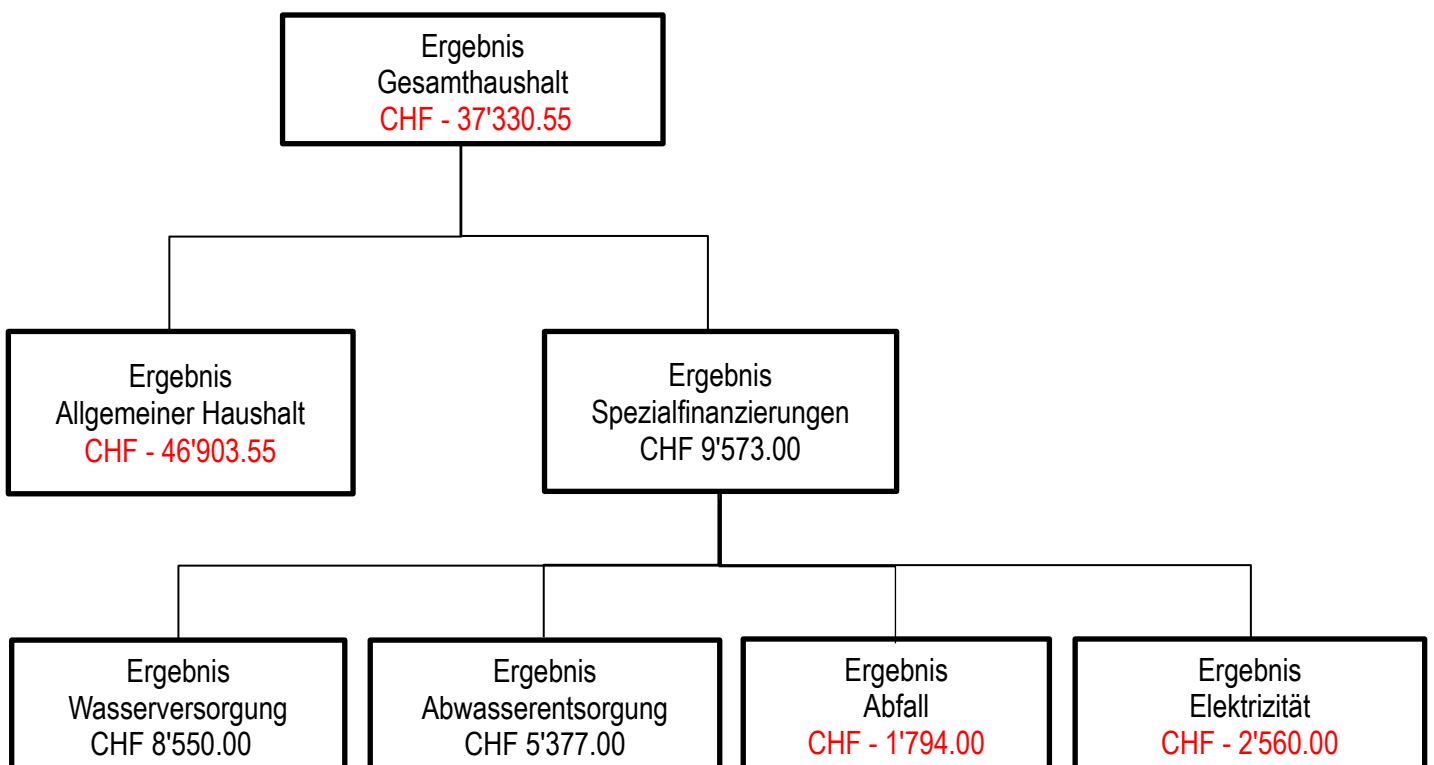 Ergebnis
Gesamthaushalt
CHF - 37'330.55
Ergebnis
Allgemeiner Haushalt
CHF - 46'903.55
Ergebnis
Spezialfinanzierungen
CHF 9'573.00
Ergebnis
Wasserversorgung
CHF 8'550.00
Ergebnis
Abwasserentsorgung
CHF 5'377.00
Ergebnis
Abfall
CHF - 1'794.00
Ergebnis
Elektrizität
CHF - 2'560.00